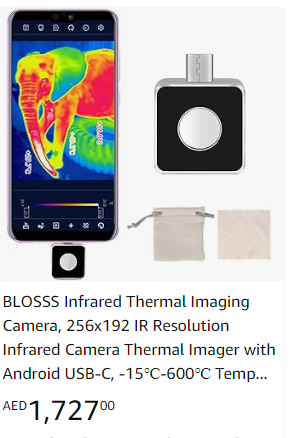 BLOSSS Infrared Thermal Imaging
Camera, 256x192 IR Resolution
Infrared Camera Thermal Imager with
Android USB-C, -15℃-600℃ Temp...
AED1,727⁰⁰